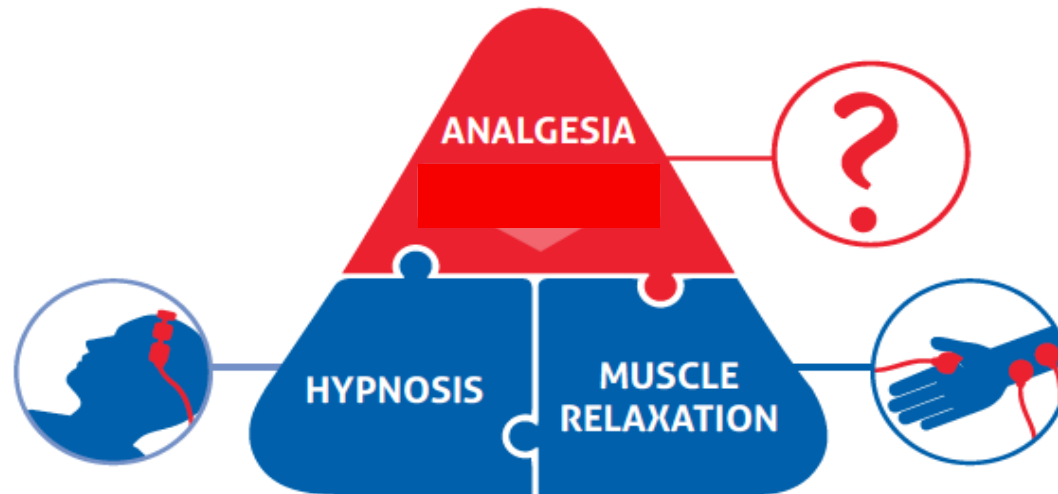 ANALGESIA
?
HYPNOSIS
MUSCLE
RELAXATION